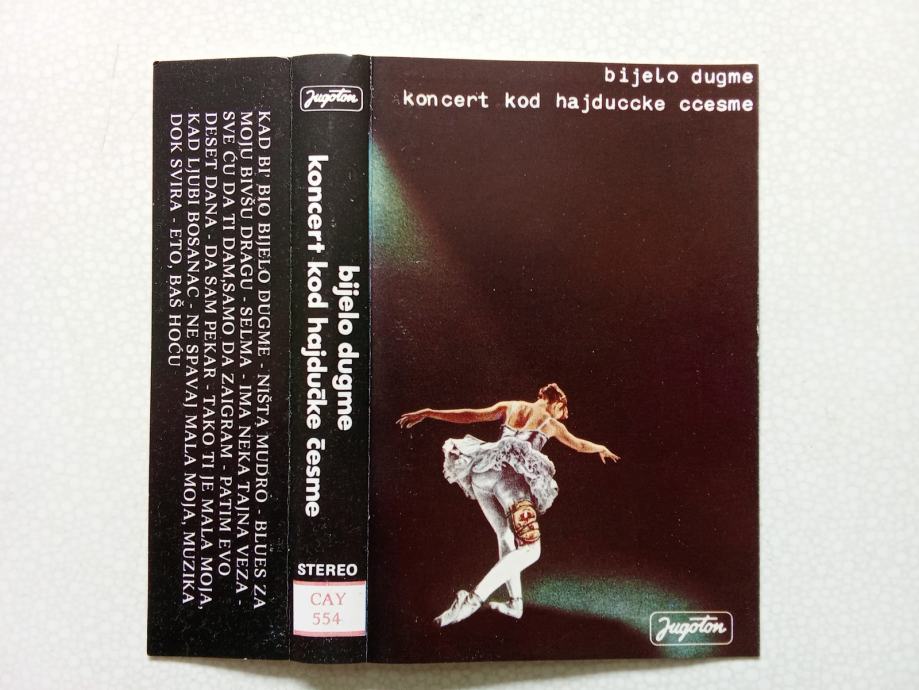 KAD BI' BIO BIJELO DUGME - NIŠTA MUDRO - BLUES ZA
MOJU BIVŠU DRAGU - SELMA - IMA NEKA TAJNA VEZA -
SVE ĆU DA TI DAM,SAMO DA ZAIGRAM - PATIM EVO
DESET DANA - DA SAM PEKAR - TAKO TI JE MALA MOJA,
KAD LJUBI BOSANAC - NE SPAVAJ MALA MOJA, MUZIKA
DOK SVIRA - ETO, BAŠ HOĆU
Jugoton
bijelo dugme
koncert kod hajdučke česme
STEREO
CAY
554
bijelo dugme
koncert kod hajduccke ccesme
Jugoton